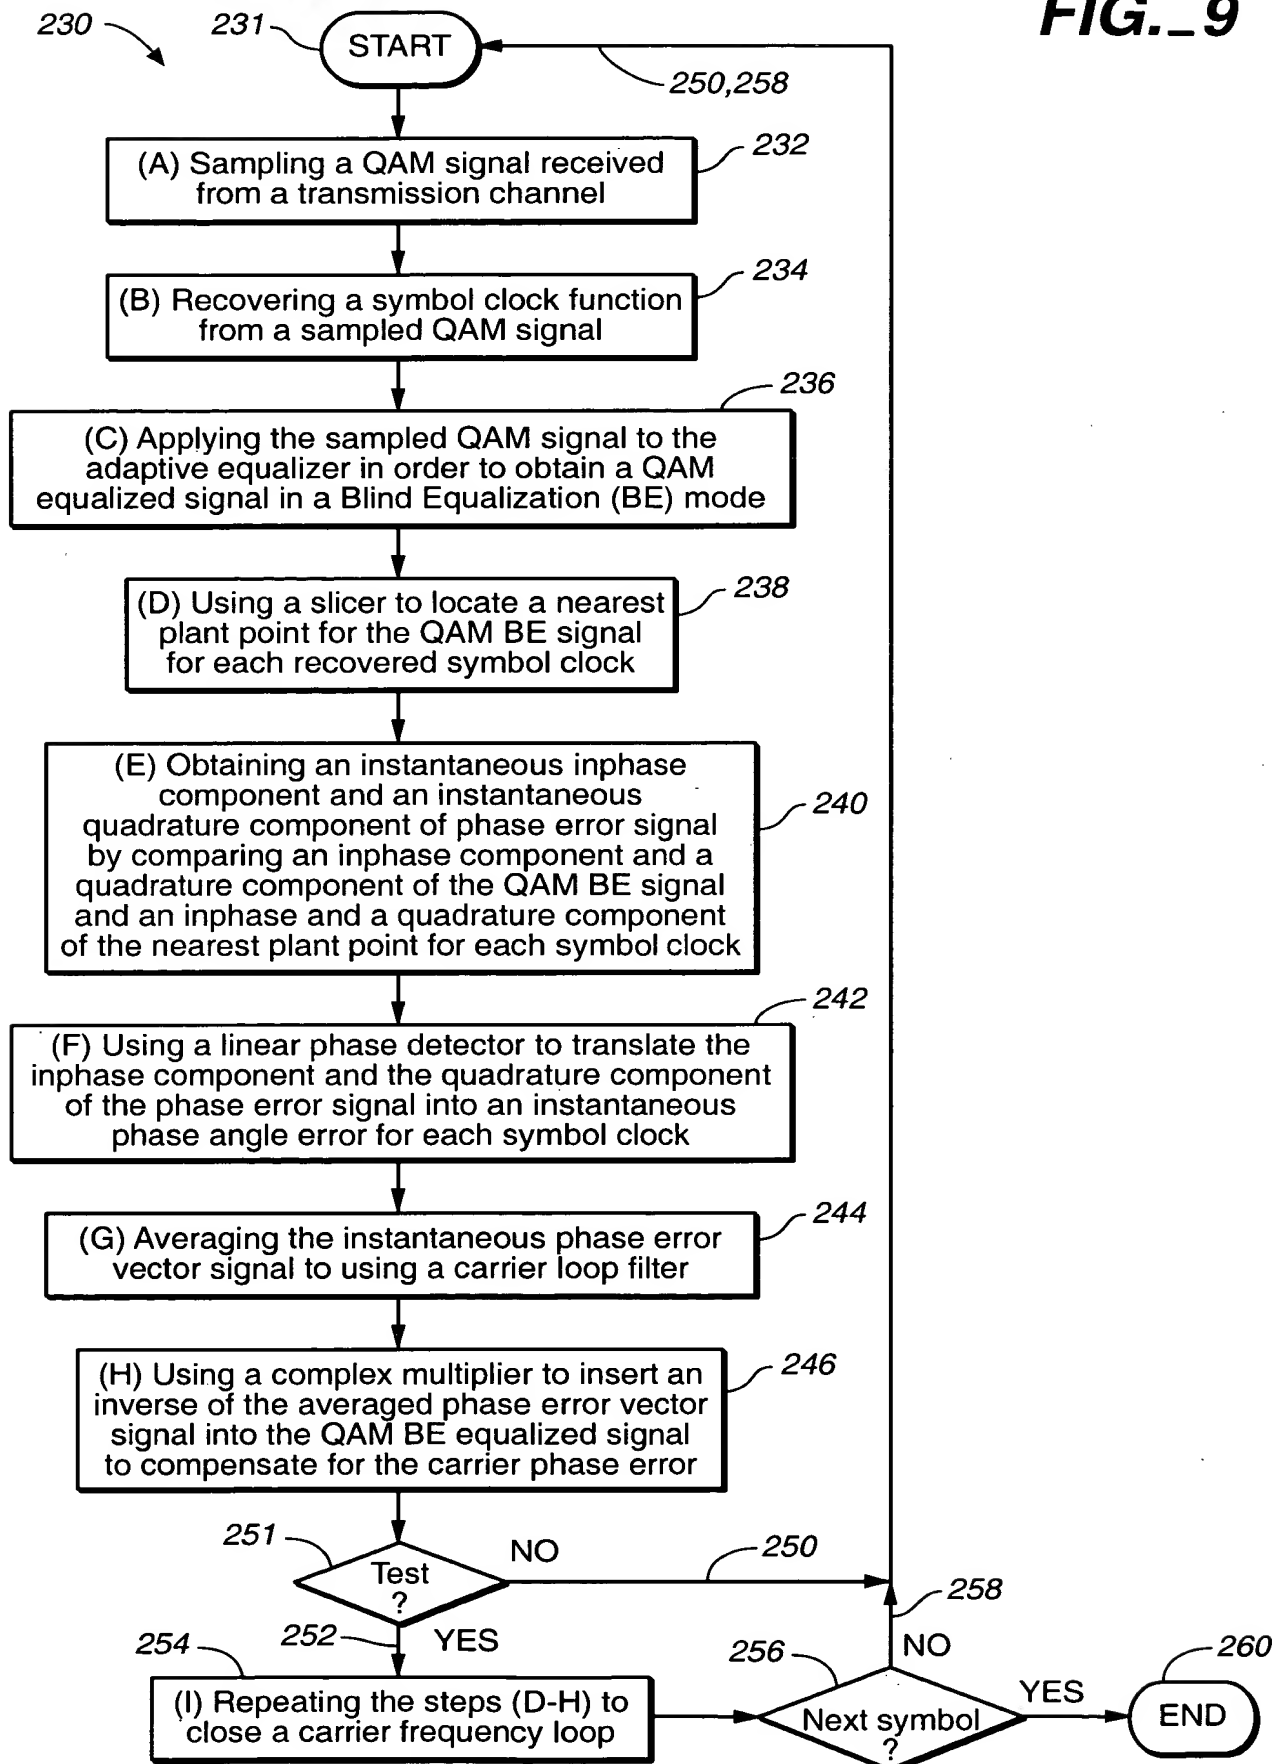 FIG._9
230
231
START
250,258
(A) Sampling a QAM signal received
from a transmission channel
232
(B) Recovering a symbol clock function
from a sampled QAM signal
234
236
(C) Applying the sampled QAM signal to the
adaptive equalizer in order to obtain a QAM
equalized signal in a Blind Equalization (BE) mode
(D) Using a slicer to locate a nearest
plant point for the QAM BE signal
for each recovered symbol clock
238
(E) Obtaining an instantaneous inphase
component and an instantaneous
quadrature component of phase error signal
by comparing an inphase component and a
quadrature component of the QAM BE signal
and an inphase and a quadrature component
of the nearest plant point for each symbol clock
240
242
(F) Using a linear phase detector to translate the
inphase component and the quadrature component
of the phase error signal into an instantaneous
phase angle error for each symbol clock
(G) Averaging the instantaneous phase error
vector signal to using a carrier loop filter
244
(H) Using a complex multiplier to insert an
inverse of the averaged phase error vector
signal into the QAM BE equalized signal
to compensate for the carrier phase error
246
251
Test
?
NO
250
252
YES
254
(I) Repeating the steps (D-H) to
close a carrier frequency loop
256
Next symbol
?
NO
258
YES
260
END